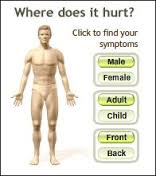 Where does it hurt?
Click to find your
symptoms
Male
Female
Adult
Child
Front
Back